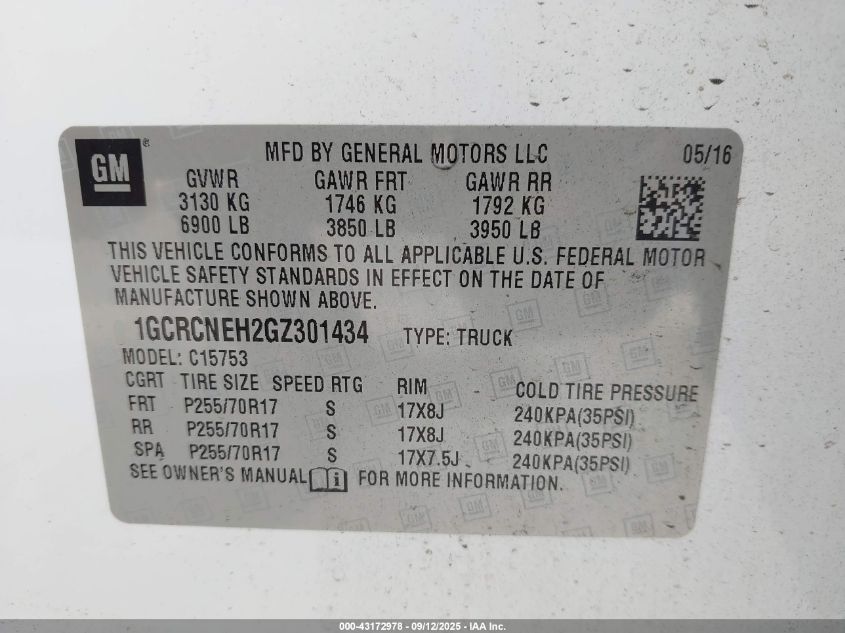 GM ®
MFD BY GENERAL MOTORS LLC 05/16
GVWR GAWR FRT GAWR RR
3130 KG 1746 KG 1792 KG
6900 LB 3850 LB 3950 LB
THIS VEHICLE CONFORMS TO ALL APPLICABLE U.S. FEDERAL MOTOR
VEHICLE SAFETY STANDARDS IN EFFECT ON THE DATE OF
MANUFACTURE SHOWN ABOVE.
1GCRCNEH2GZ301434 TYPE: TRUCK
MODEL: C15753
CGRT TIRE SIZE SPEED RTG RIM COLD TIRE PRESSURE
FRT P255/70R17 S 17X8J 240KPA(35PSI)
RR P255/70R17 S 17X8J 240KPA(35PSI)
SPA P255/70R17 S 17X7.5J 240KPA(35PSI)
SEE OWNER'S MANUAL i FOR MORE INFORMATION.
000-43172978 - 09/12/2025 - IAA Inc.